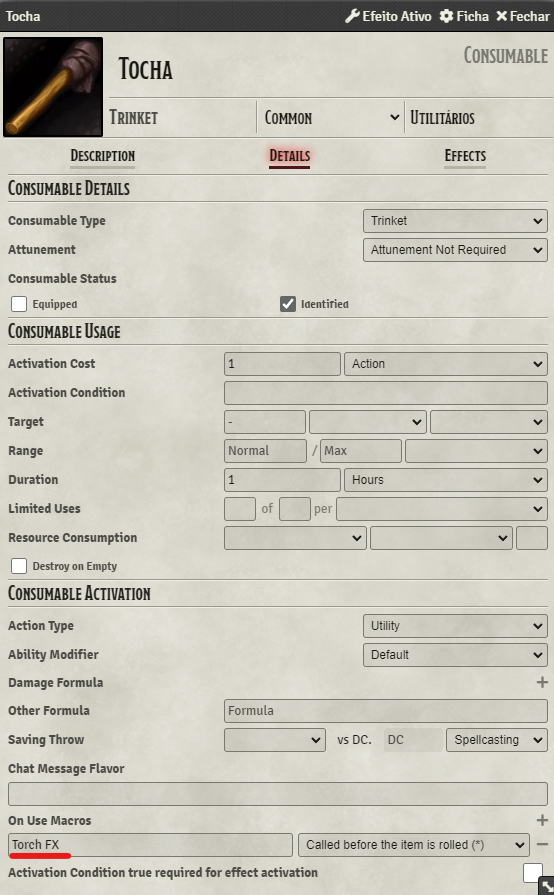 Tocha Efeito Ativo Ficha Fechar
Tocha
Consumable
Trinket Common Utilitários
Description Details Effects
Consumable Details
Consumable Type Trinket
Attunement Attunement Not Required
Consumable Status
Equipped Identified
Consumable Usage
Activation Cost 1 Action
Activation Condition
Target -
Range Normal / Max
Duration 1 Hours
Limited Uses of per
Resource Consumption
Destroy on Empty
Consumable Activation
Action Type Utility
Ability Modifier Default
Damage Formula +
Other Formula Formula
Saving Throw vs DC. DC Spellcasting
Chat Message Flavor
On Use Macros +
Torch FX Called before the item is rolled (*) −
Activation Condition true required for effect activation